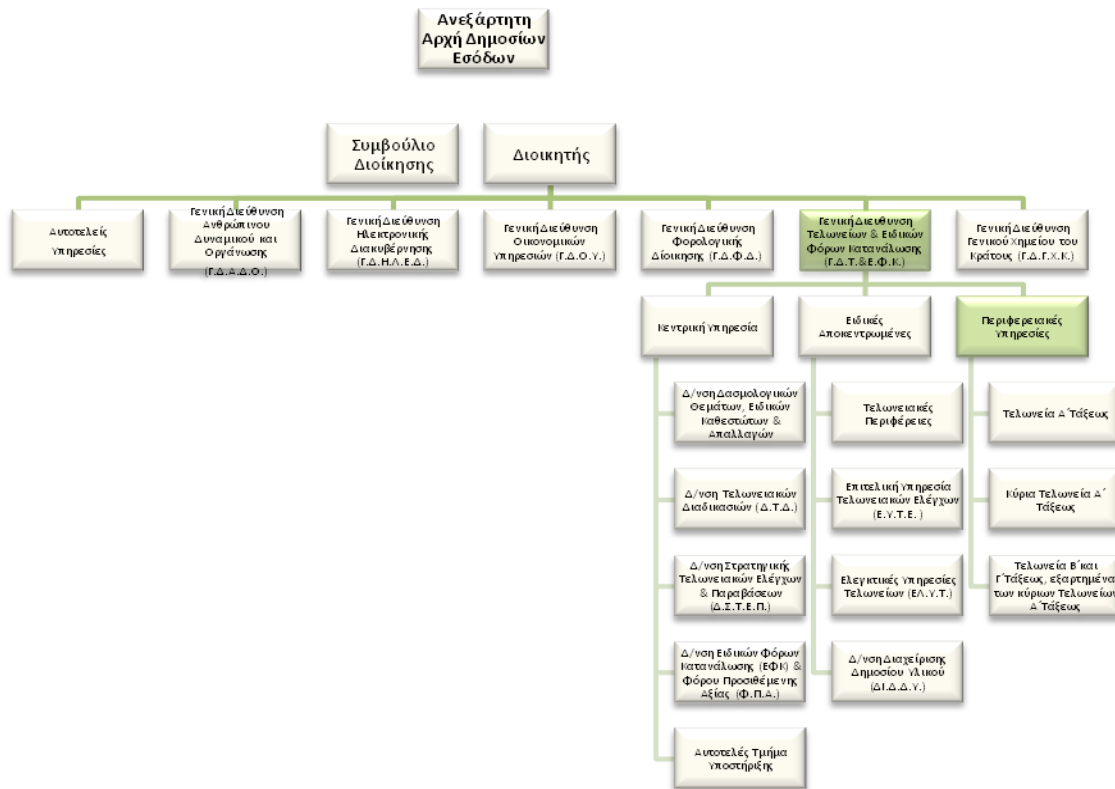 Ανεξάρτητη
Αρχή Δημοσίων
Εσόδων
Συμβούλιο
Διοίκησης
Διοικητής
Αυτοτελείς
Υπηρεσίες
Γενική Διεύθυνση
Ανθρώπινου
Δυναμικού και
Οργάνωσης
(Γ.Δ.Α.Δ.Ο.)
Γενική Διεύθυνση
Ηλεκτρονικής
Διακυβέρνησης
(Γ.Δ.Η.Λ.Ε.Δ.)
Γενική Διεύθυνση
Οικονομικών
Υπηρεσιών (Γ.Δ.Ο.Υ.)
Γενική Διεύθυνση
Φορολογικής
Δίοικησης (Γ.Δ.Φ.Δ.)
Γενική Διευθυνση
Τελωνείων & Ειδικών
Φόρων Κατανάλωσης
(Γ.Δ.Τ.&Ε.Φ.Κ.)
Γενική Διεύθυνση
Γενικού Χημείου του
Κράτους (Γ.Δ.Γ.Χ.Κ.)
Κεντρική Υπηρεσία
Ειδικές
Αποκεντρωμένες
Περιφερειακές
Υπηρεσίες
Δ/νση Δασμολογικών
Θεμάτων, Ειδικών
Καθεστώτων &
Απαλλαγών
Δ/νση Τελωνειακών
Διαδικασιών (Δ.Τ.Δ.)
Δ/νση Στρατηγικής
Τελωνειακών Ελέγχων
& Παραβάσεων
(Δ.Σ.Τ.Ε.Π.)
Δ/νση Ειδικών Φόρων
Κατανάλωσης (ΕΦΚ) &
Φόρου Προσιθέμενης
Αξίας (Φ.Π.Α.)
Αυτοτελές Τμήμα
Υποστήριξης
Τελωνειακές
Περιφέρειες
Επιτελική Υπηρεσία
Τελωνειακών Ελέγχων
(Ε.Υ.Τ.Ε. )
Ελεγκτικές Υπηρεσίες
Τελωνείων (ΕΛ.Υ.Τ.)
Δ/νση Διαχείρισης
Δημοσίου Υλικού
(ΔΙ.Δ.Δ.Υ.)
Τελωνεία Α΄Τάξεως
Κύρια Τελωνεία Α΄
Τάξεως
Τελωνεία Β΄και
Γ΄Τάξεως, εξαρτημένα
των κύριων Τελωνείων
Α΄Τάξεως